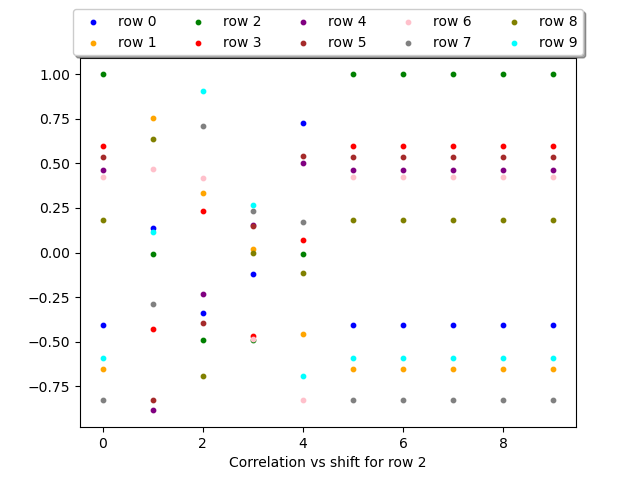 row 0 row 2 row 4 row 6 row 8
row 1 row 3 row 5 row 7 row 9
1.00
0.75
0.50
0.25
0.00
−0.25
−0.50
−0.75
0 2 4 6 8
Correlation vs shift for row 2